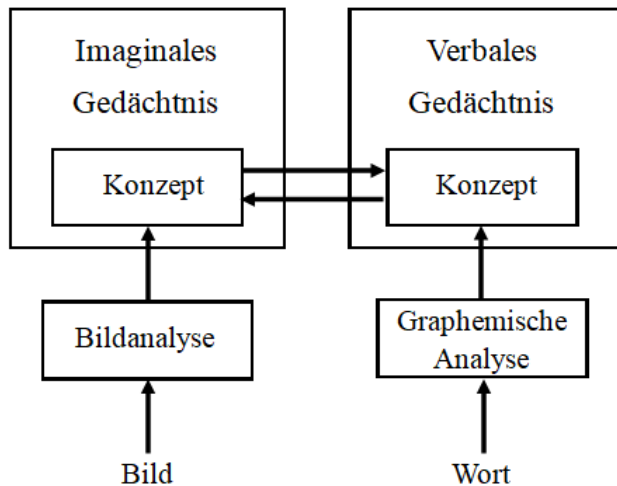 Imaginales
Gedächtnis
Konzept
Bildanalyse
Bild
Verbales
Gedächtnis
Konzept
Graphemische
Analyse
Wort